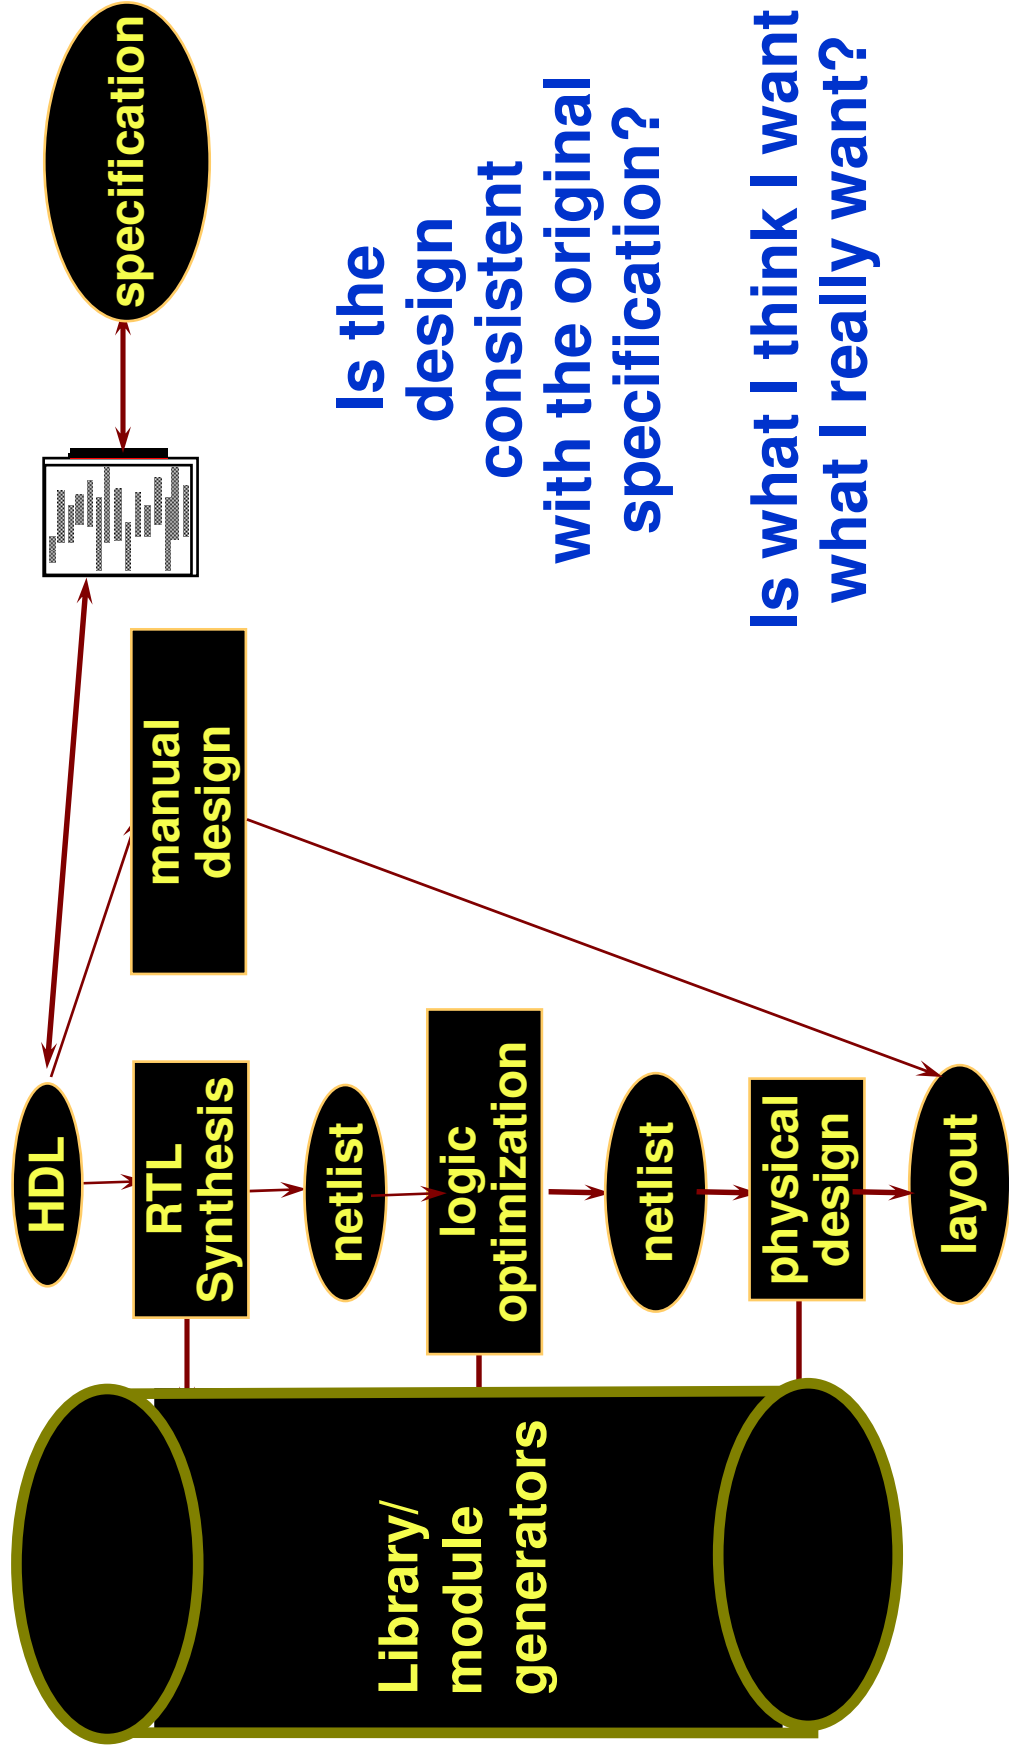 specification
Is the
design
consistent
with the original
specification?
Is what I think I want
what I really want?
manual
design
HDL
RTL
Synthesis
netlist
logic
optimization
netlist
physical
design
layout
Library/
module
generators